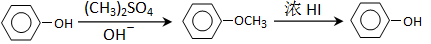 OH (CH₃)₂SO₄ OH⁻ OCH₃ 浓 HI OH